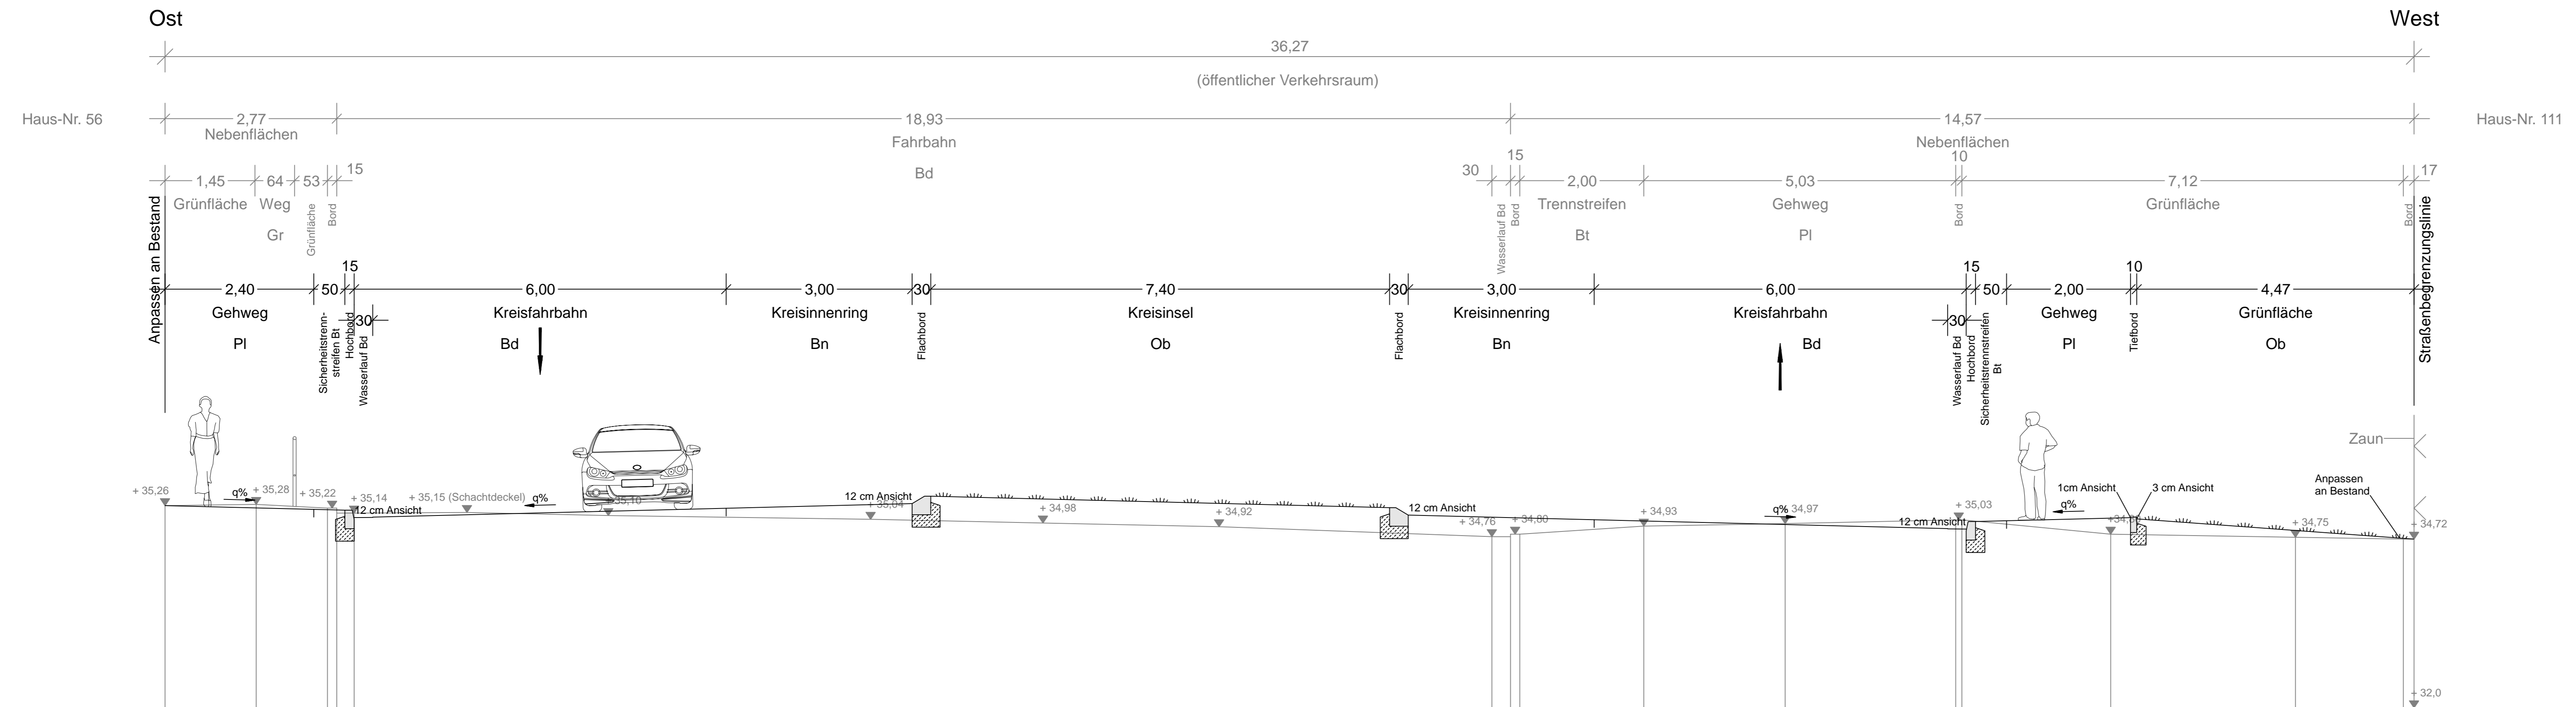 Ost
West
36,27
(öffentlicher Verkehrsraum)
Haus-Nr. 56
2,77
18,93
14,57
Haus-Nr. 111
Nebenflächen
Fahrbahn
Nebenflächen
Bd
1,45
64
53
15
30
15
2,00
5,03
10
7,12
17
Grünfläche
Weg
Grünfläche
Bord
Wasserlauf Bd
Bord
Trennstreifen
Gehweg
Bord
Grünfläche
Bord
Gr
Bt
Pl
Anpassen an Bestand
Straßenbegrenzungslinie
2,40
50
15
6,00
3,00
30
7,40
30
3,00
6,00
15
50
2,00
10
4,47
Gehweg
Sicherheitstrenn-
streifen Bt
Hochbord
Wasserlauf Bd
30
Kreisfahrbahn
Kreisinnenring
Flachbord
Kreisinsel
Flachbord
Kreisinnenring
Kreisfahrbahn
30
Wasserlauf Bd
Hochbord
Sicherheitstrennstreifen
Bt
Gehweg
Tiefbord
Grünfläche
Pl
Bd
Bn
Ob
Bn
Bd
Pl
Ob
Zaun
+ 35,26
q%
+ 35,28
+ 35,22
+ 35,14
12 cm Ansicht
+ 35,15 (Schachtdeckel)
q%
+ 35,10
12 cm Ansicht
+ 35,04
+ 34,98
+ 34,92
12 cm Ansicht
+ 34,76
+ 34,80
+ 34,93
q%
+ 34,97
+ 35,03
12 cm Ansicht
q%
1cm Ansicht
3 cm Ansicht
Anpassen
an Bestand
+ 34,75
+ 34,72
+ 32,0